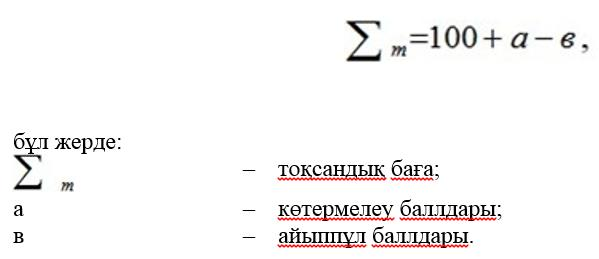 ∑ т=100 + а – в ,
бұл жерде:
∑ т – тоқсандық баға;
а – көтермелеу баллдары;
в – айыппұл баллдары.